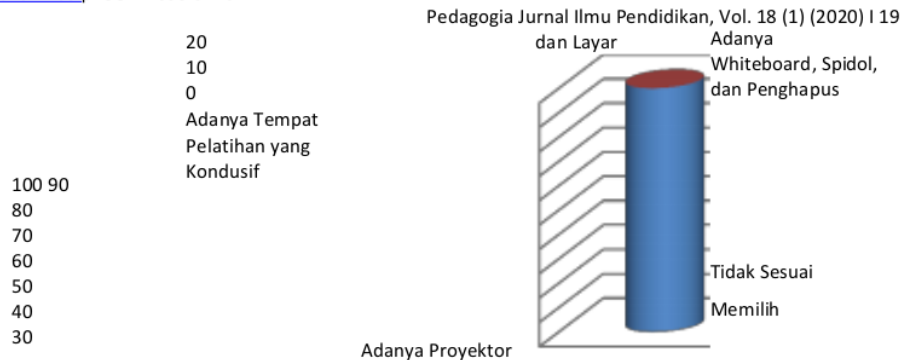 Pedagogia Jurnal Ilmu Pendidikan, Vol. 18 (1) (2020) I 19
20
10
0
Adanya Tempat
Pelatihan yang
Kondusif
100 90
80
70
60
50
40
30
dan Layar
Adanya Proyektor
Adanya
Whiteboard, Spidol,
dan Penghapus
Tidak Sesuai
Memilih